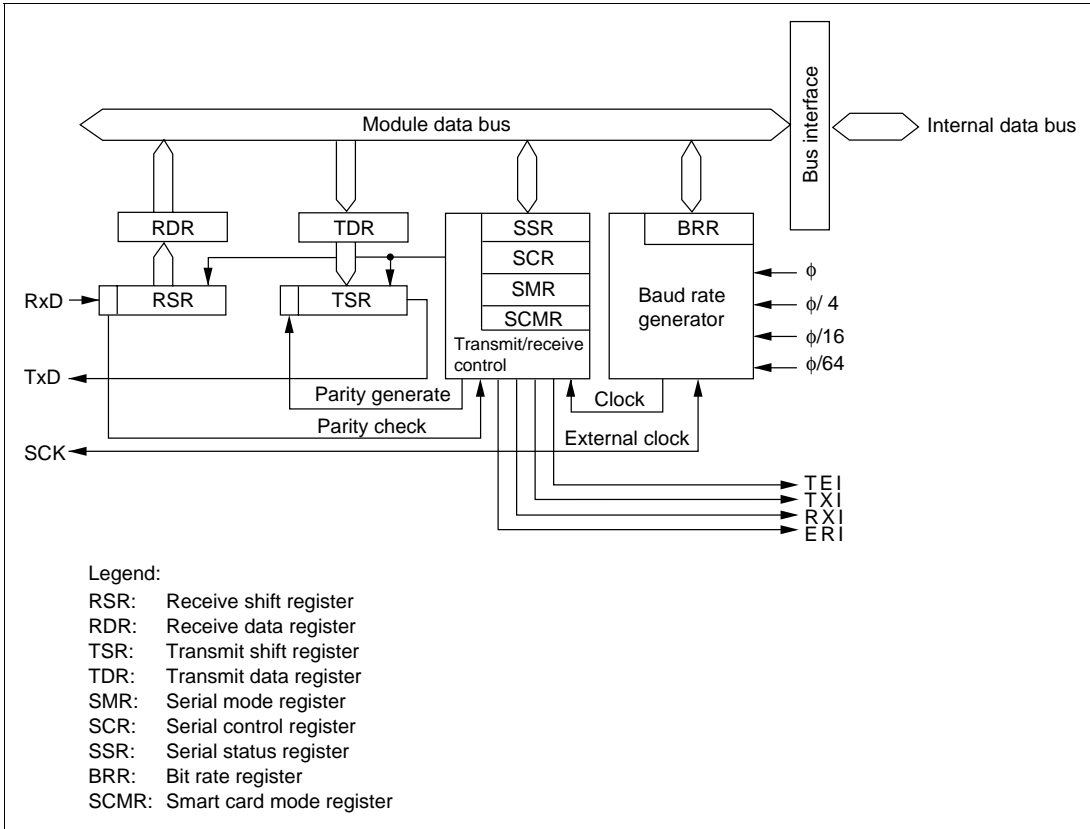 Bus interface
Module data bus
Internal data bus
RDR
TDR
SSR
BRR
SCR
SMR
SCMR
Transmit/receive
control
Baud rate
generator
ϕ
ϕ/ 4
ϕ/16
ϕ/64
RxD
RSR
TSR
TxD
Parity generate
Clock
Parity check
External clock
SCK
TEI
TXI
RXI
ERI
Legend:
RSR: Receive shift register
RDR: Receive data register
TSR: Transmit shift register
TDR: Transmit data register
SMR: Serial mode register
SCR: Serial control register
SSR: Serial status register
BRR: Bit rate register
SCMR: Smart card mode register